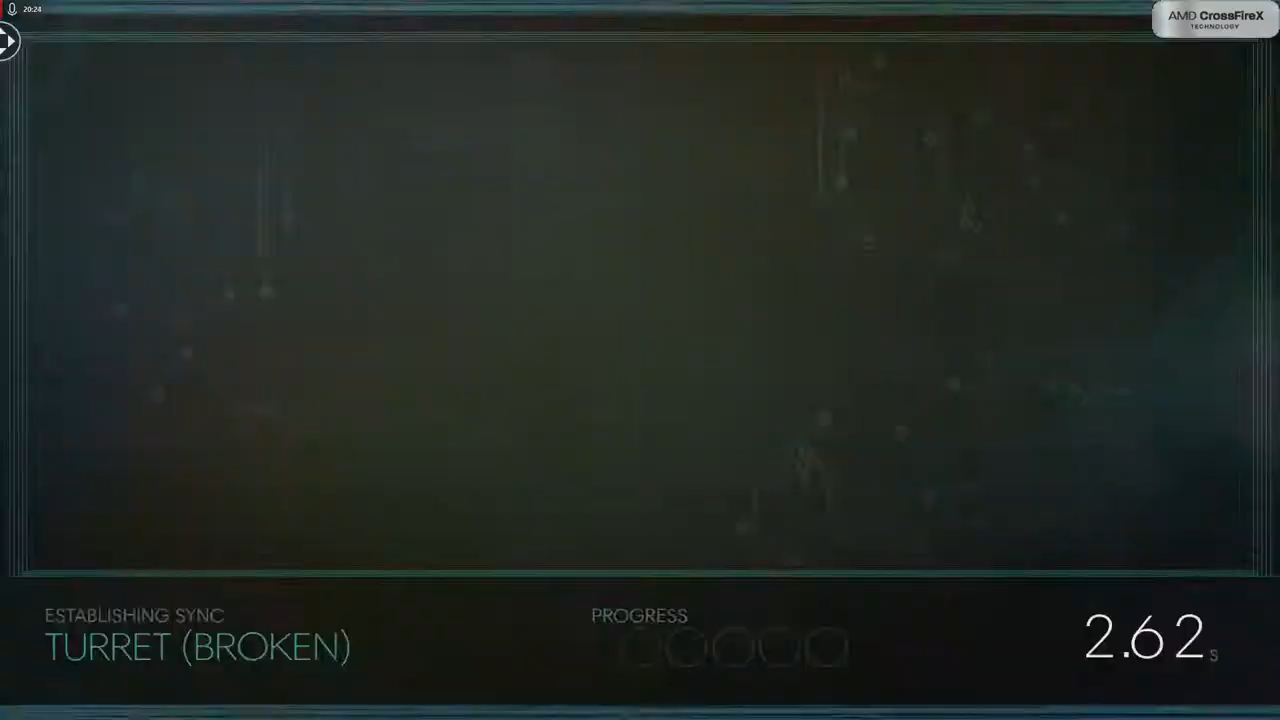 20:24
AMD CrossFireX
TECHNOLOGY
ESTABLISHING SYNC
TURRET (BROKEN)
PROGRESS
2.62 s